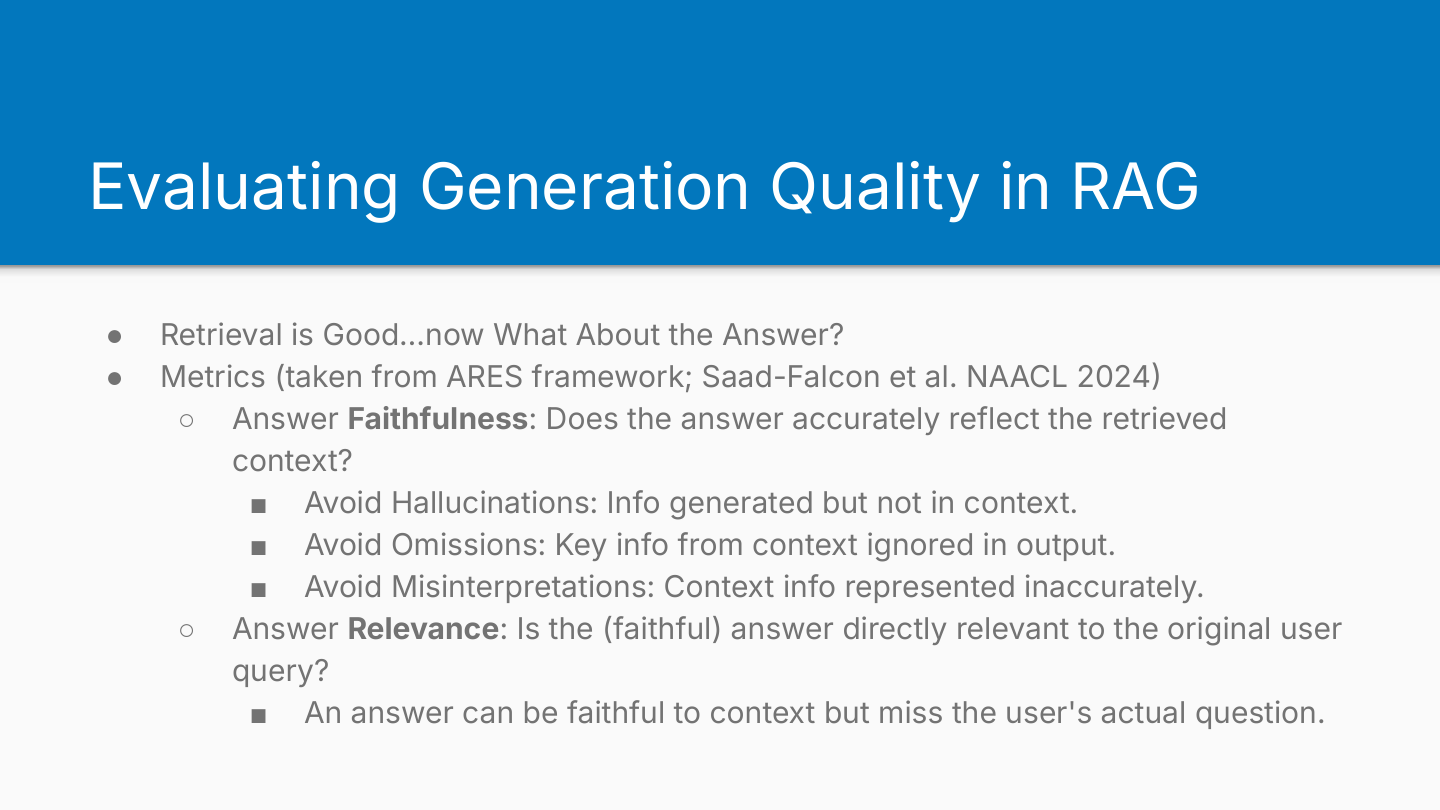 Evaluating Generation Quality in RAG
● Retrieval is Good...now What About the Answer?
● Metrics (taken from ARES framework; Saad-Falcon et al. NAACL 2024)
○ Answer Faithfulness: Does the answer accurately reflect the retrieved
context?
■ Avoid Hallucinations: Info generated but not in context.
■ Avoid Omissions: Key info from context ignored in output.
■ Avoid Misinterpretations: Context info represented inaccurately.
○ Answer Relevance: Is the (faithful) answer directly relevant to the original user
query?
■ An answer can be faithful to context but miss the user's actual question.